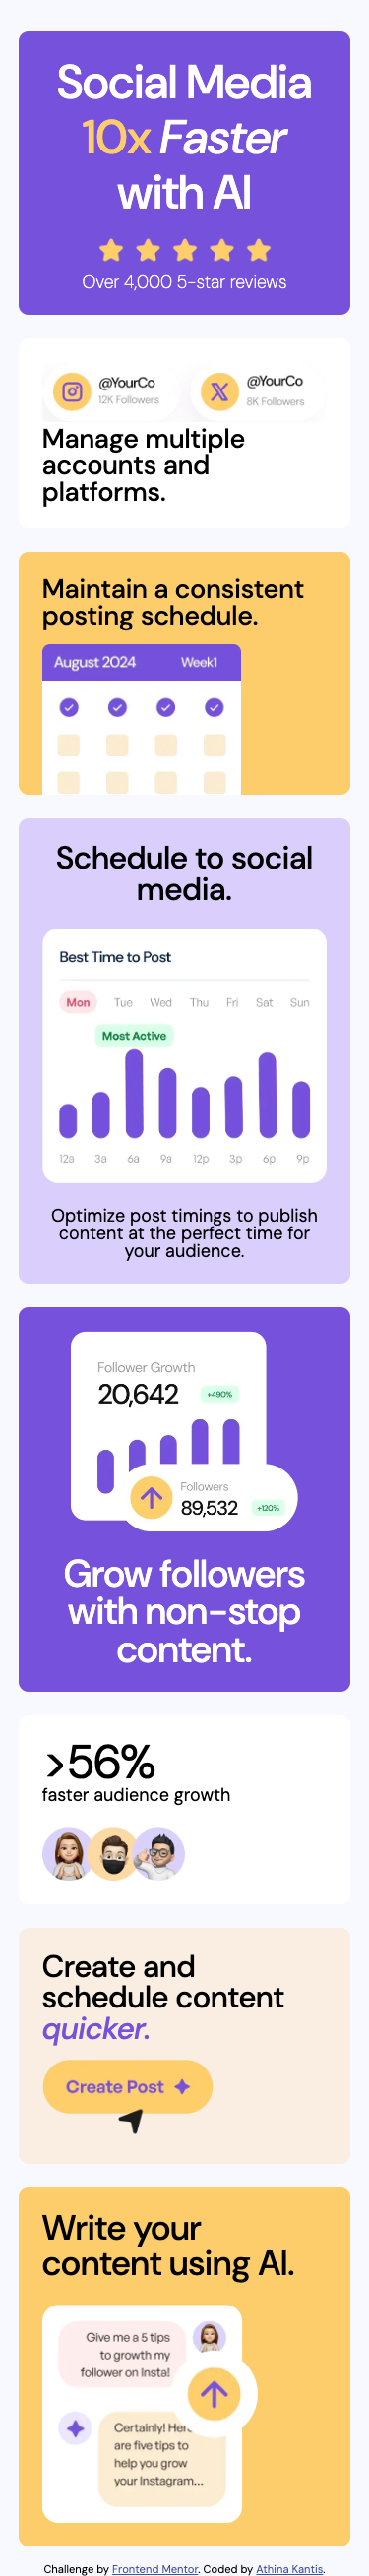 Social Media
10x Faster
with AI
Over 4,000 5-star reviews
@YourCo
12K Followers
@YourCo
8K Followers
Manage multiple
accounts and
platforms.
Maintain a consistent
posting schedule.
August 2024 Week1
Schedule to social
media.
Best Time to Post
Mon Tue Wed Thu Fri Sat Sun
Most Active
12a 3a 6a 9a 12p 3p 6p 9p
Optimize post timings to publish
content at the perfect time for
your audience.
Follower Growth
20,642 +490%
Followers
89,532 +120%
Grow followers
with non-stop
content.
>56%
faster audience growth
Create and
schedule content
quicker.
Create Post
Write your
content using AI.
Give me a 5 tips
to growth my
follower on Insta!
Certainly! Here
are five tips to
help you grow
your Instagram...
Challenge by Frontend Mentor. Coded by Athina Kantis.